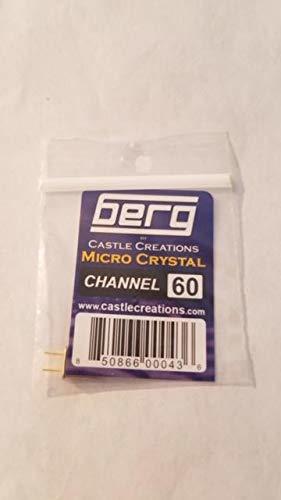 berg
BY
CASTLE CREATIONS
MICRO CRYSTAL
CHANNEL 60
www.castlecreations.com
8 50866 00043 6